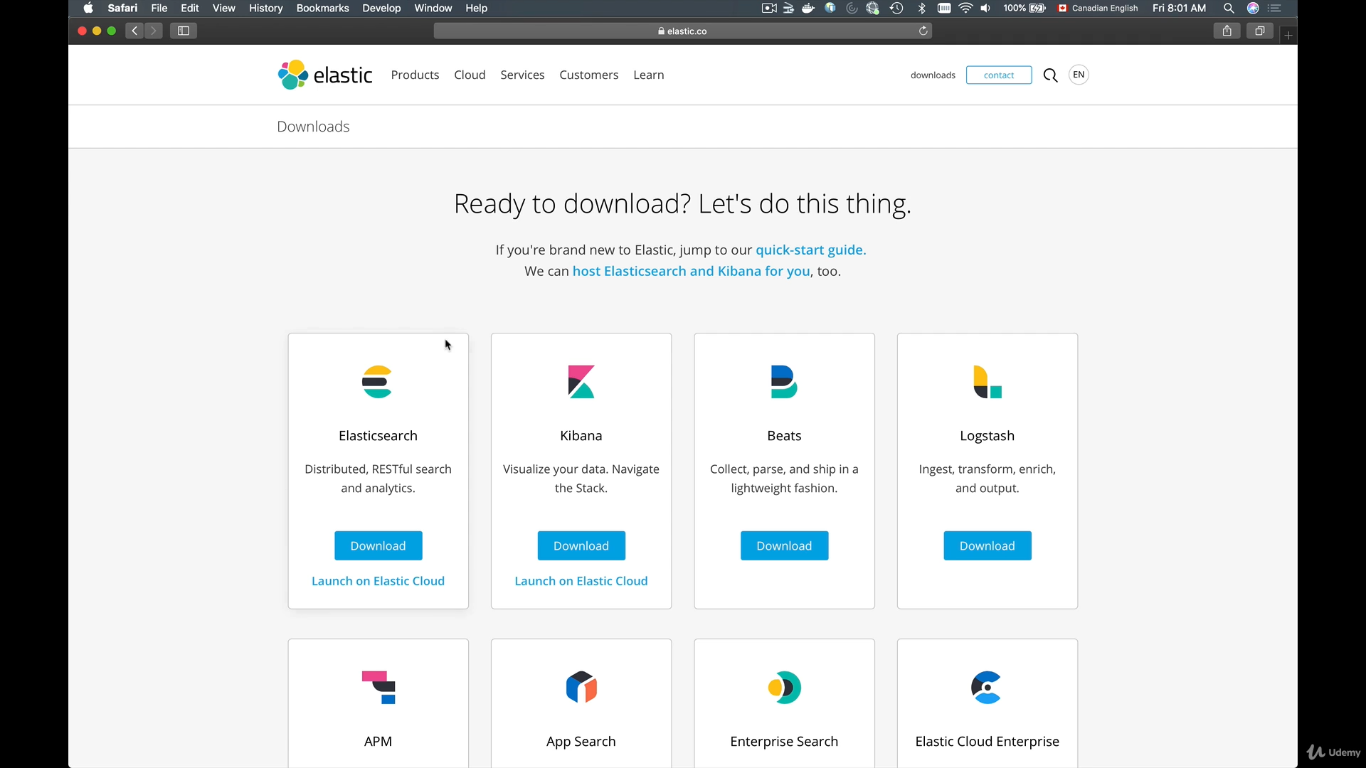 Safari File Edit View History Bookmarks Develop Window Help 100% Canadian English Fri 8:01 AM
elastic.co
elastic Products Cloud Services Customers Learn downloads contact EN
Downloads
Ready to download? Let's do this thing.
If you're brand new to Elastic, jump to our quick-start guide.
We can host Elasticsearch and Kibana for you, too.
Elasticsearch
Distributed, RESTful search
and analytics.
Download
Launch on Elastic Cloud
Kibana
Visualize your data. Navigate
the Stack.
Download
Launch on Elastic Cloud
Beats
Collect, parse, and ship in a
lightweight fashion.
Download
Logstash
Ingest, transform, enrich,
and output.
Download
APM
App Search
Enterprise Search
Elastic Cloud Enterprise
Udemy